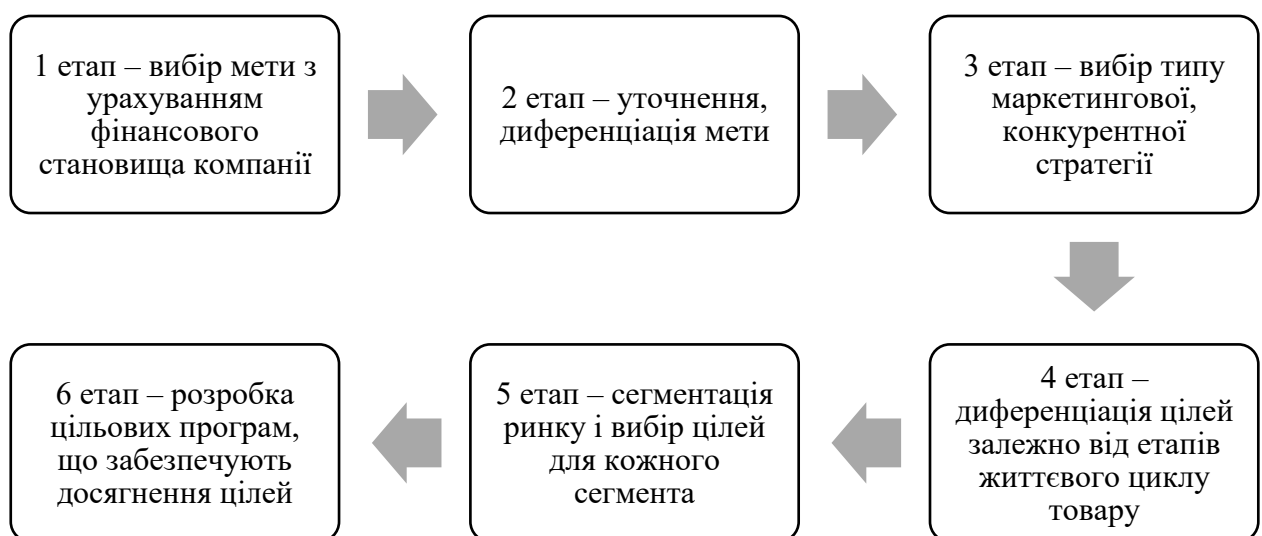 1 етап – вибір мети з
урахуванням
фінансового
становища компанії
2 етап – уточнення,
диференціація мети
3 етап – вибір типу
маркетингової,
конкурентної
стратегії
4 етап –
диференціація цілей
залежно від етапів
життєвого циклу
товару
5 етап – сегментація
ринку і вибір цілей
для кожного
сегмента
6 етап – розробка
цільових програм,
що забезпечують
досягнення цілей